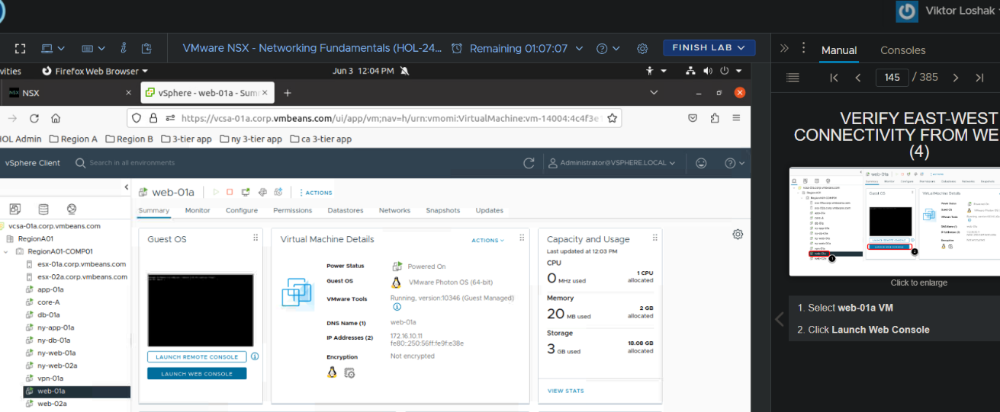 Viktor Loshak
VMware NSX - Networking Fundamentals (HOL-24...
Remaining 01:07:07
FINISH LAB
Manual
Consoles
vities
Firefox Web Browser
Jun 3 12:04 PM
145 / 385
NSX
vSphere - web-01a - Sum
https://vcsa-01a.corp.vmbeans.com/ui/app/vm;nav=h/urn:vmomi:VirtualMachine:vm-14004:4c4f3e1
HOL Admin
Region A
Region B
3-tier app
ny 3-tier app
ca 3-tier app
VERIFY EAST-WEST
CONNECTIVITY FROM WE
(4)
vSphere Client
Search in all environments
Administrator@VSPHERE.LOCAL
web-01a
ACTIONS
Summary
Monitor
Configure
Permissions
Datastores
Networks
Snapshots
Updates
vcsa-01a.corp.vmbeans.com
RegionA01
RegionA01-COMP01
esx-01a.corp.vmbeans.com
esx-02a.corp.vmbeans.com
app-01a
core-A
db-01a
ny-app-01a
ny-db-01a
ny-web-01a
ny-web-02a
vpn-01a
web-01a
web-02a
Guest OS
LAUNCH REMOTE CONSOLE
LAUNCH WEB CONSOLE
Virtual Machine Details
ACTIONS
Power Status
Powered On
Guest OS
VMware Photon OS (64-bit)
VMware Tools
Running, version:10346 (Guest Managed)
DNS Name (1)
web-01a
IP Addresses (2)
172.16.10.11
fe80::250:56ff:fe9f:e38e
Encryption
Not encrypted
Capacity and Usage
Last updated at 12:03 PM
CPU
0 MHz used
1 CPU
allocated
Memory
20 MB used
2 GB
allocated
Storage
3 GB used
18.08 GB
allocated
VIEW STATS
Click to enlarge
1. Select web-01a VM
2. Click Launch Web Console